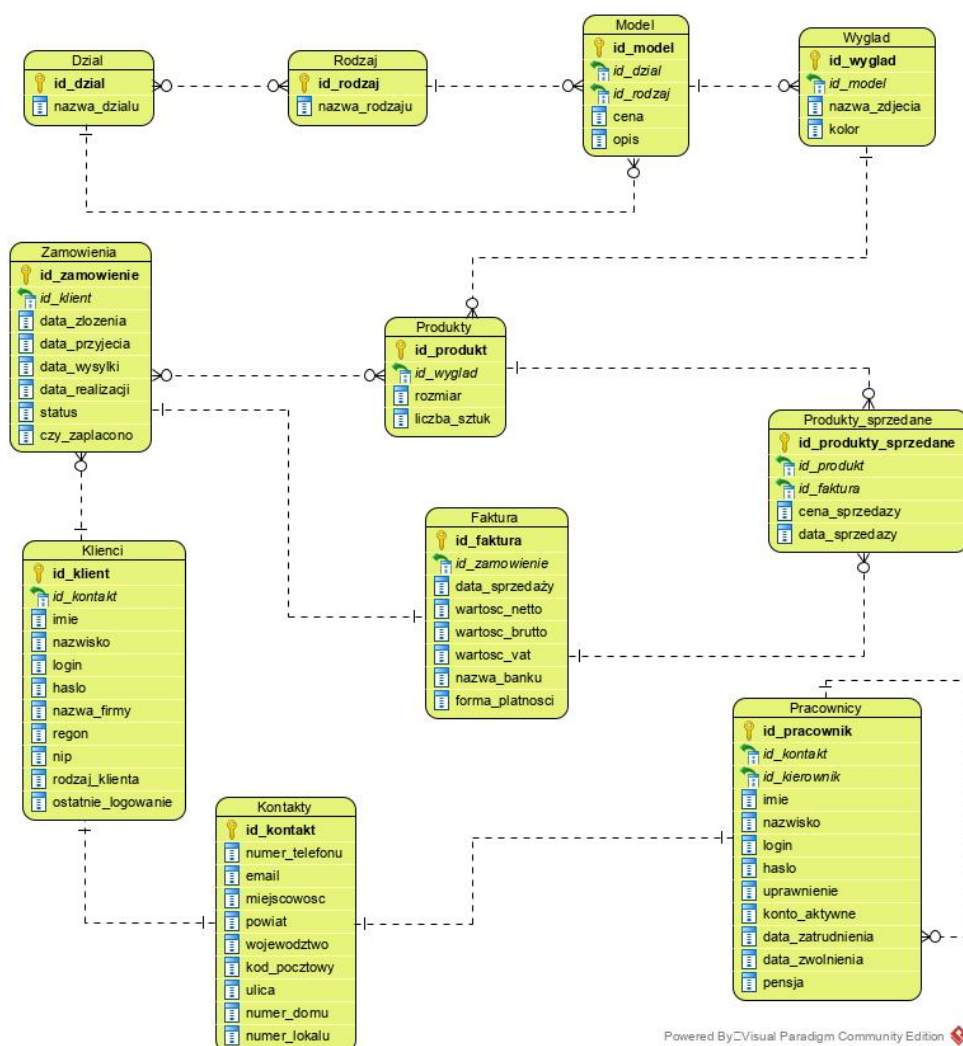 Dzial
id_dzial
nazwa_dzialu
Rodzaj
id_rodzaj
nazwa_rodzaju
Model
id_model
id_dzial
id_rodzaj
cena
opis
Wyglad
id_wyglad
id_model
nazwa_zdjecia
kolor
Zamowienia
id_zamowienie
id_klient
data_zlozenia
data_przyjecia
data_wysylki
data_realizacji
status
czy_zaplacono
Produkty
id_produkt
id_wyglad
rozmiar
liczba_sztuk
Produkty_sprzedane
id_produkty_sprzedane
id_produkt
id_faktura
cena_sprzedazy
data_sprzedazy
Faktura
id_faktura
id_zamowienie
data_sprzedaży
wartosc_netto
wartosc_brutto
wartosc_vat
nazwa_banku
forma_platnosci
Klienci
id_klient
id_kontakt
imie
nazwisko
login
haslo
nazwa_firmy
regon
nip
rodzaj_klienta
ostatnie_logowanie
Kontakty
id_kontakt
numer_telefonu
email
miejscowosc
powiat
wojewodztwo
kod_pocztowy
ulica
numer_domu
numer_lokalu
Pracownicy
id_pracownik
id_kontakt
id_kierownik
imie
nazwisko
login
haslo
uprawnienie
konto_aktywne
data_zatrudnienia
data_zwolnienia
pensja
Powered By Visual Paradigm Community Edition